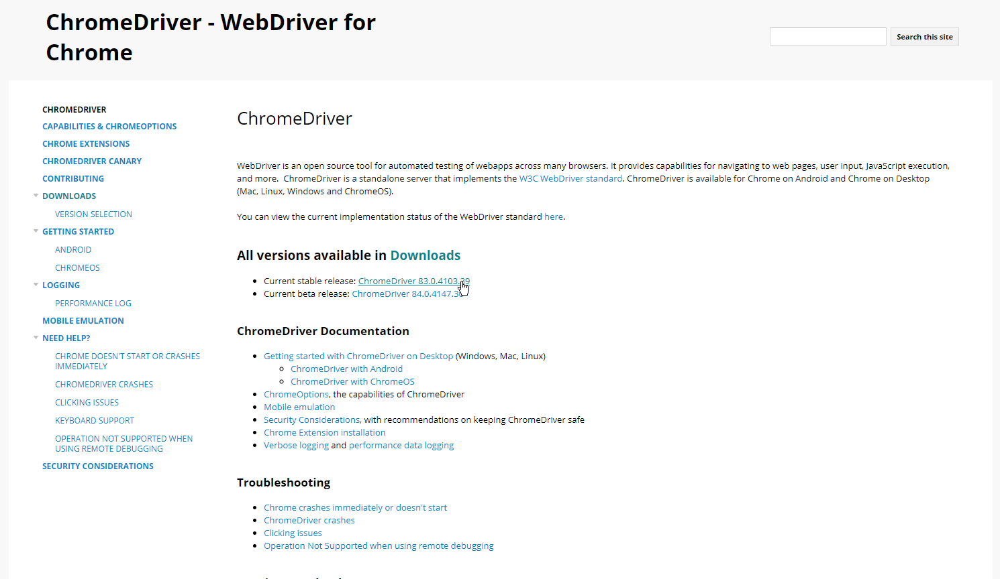 ChromeDriver - WebDriver for
Chrome
Search this site
CHROMEDRIVER
CAPABILITIES & CHROMEOPTIONS
CHROME EXTENSIONS
CHROMEDRIVER CANARY
CONTRIBUTING
DOWNLOADS
VERSION SELECTION
GETTING STARTED
ANDROID
CHROMEOS
LOGGING
PERFORMANCE LOG
MOBILE EMULATION
NEED HELP?
CHROME DOESN'T START OR CRASHES
IMMEDIATELY
CHROMEDRIVER CRASHES
CLICKING ISSUES
KEYBOARD SUPPORT
OPERATION NOT SUPPORTED WHEN
USING REMOTE DEBUGGING
SECURITY CONSIDERATIONS
ChromeDriver
WebDriver is an open source tool for automated testing of webapps across many browsers. It provides capabilities for navigating to web pages, user input, JavaScript execution,
and more.  ChromeDriver is a standalone server that implements the W3C WebDriver standard. ChromeDriver is available for Chrome on Android and Chrome on Desktop
(Mac, Linux, Windows and ChromeOS).
You can view the current implementation status of the WebDriver standard here.
All versions available in Downloads
Current stable release: ChromeDriver 83.0.4103.39
Current beta release: ChromeDriver 84.0.4147.30
ChromeDriver Documentation
Getting started with ChromeDriver on Desktop (Windows, Mac, Linux)
ChromeDriver with Android
ChromeDriver with ChromeOS
ChromeOptions, the capabilities of ChromeDriver
Mobile emulation
Security Considerations, with recommendations on keeping ChromeDriver safe
Chrome Extension installation
Verbose logging and performance data logging
Troubleshooting
Chrome crashes immediately or doesn't start
ChromeDriver crashes
Clicking issues
Operation Not Supported when using remote debugging